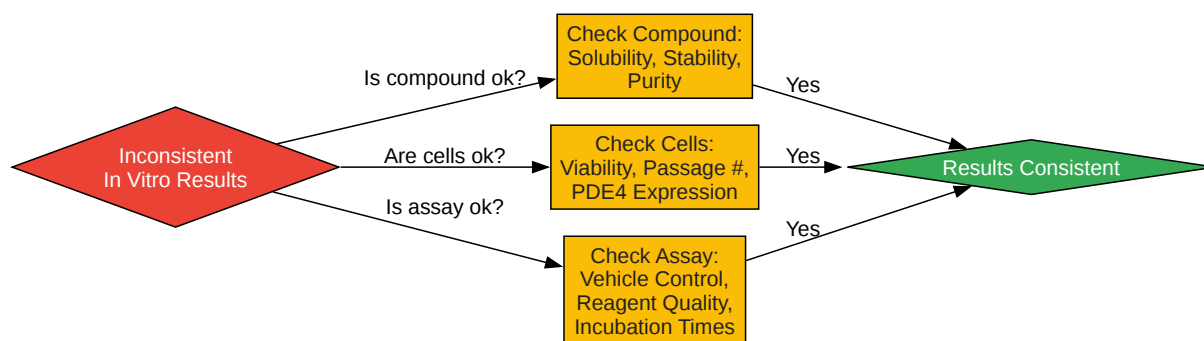 Inconsistent
In Vitro Results
Is compound ok?
Check Compound:
Solubility, Stability,
Purity
Yes
Are cells ok?
Check Cells:
Viability, Passage #,
PDE4 Expression
Yes
Is assay ok?
Check Assay:
Vehicle Control,
Reagent Quality,
Incubation Times
Yes
Results Consistent